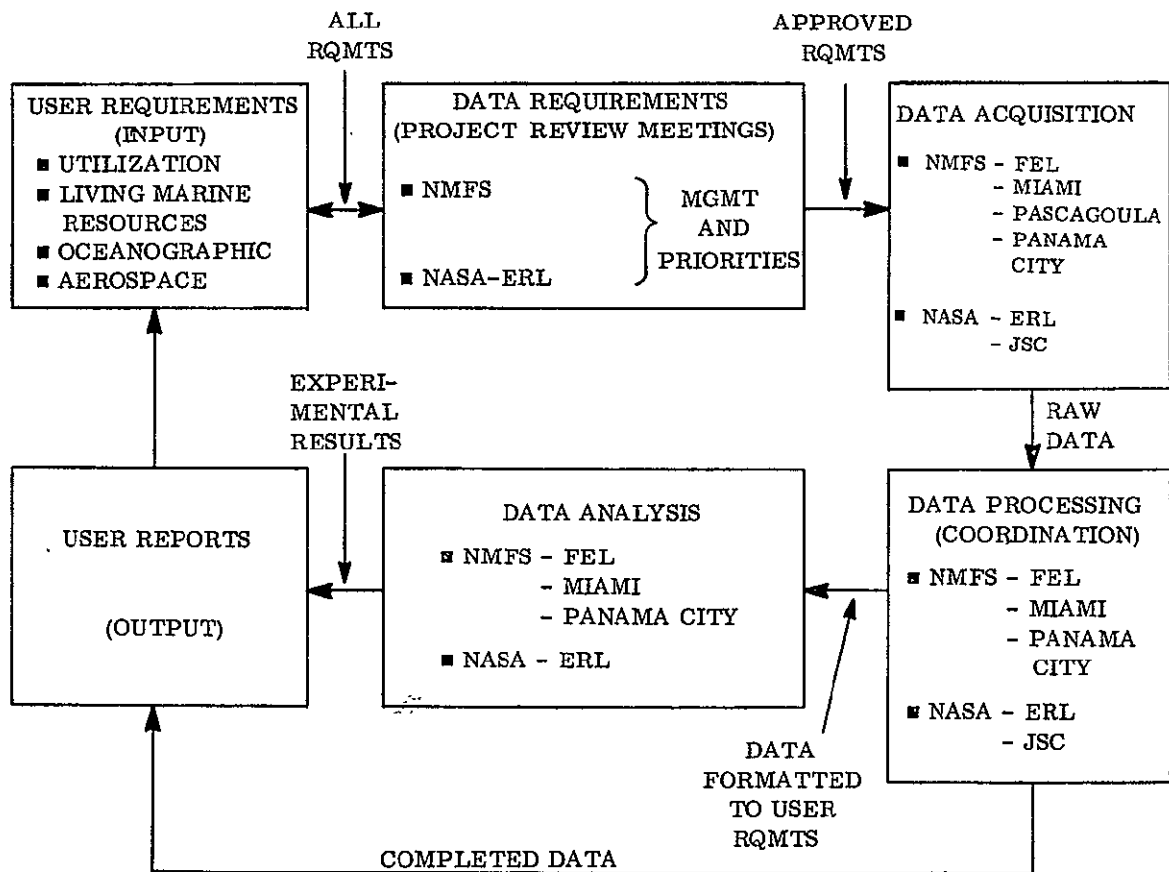 ALL
RQMTS
APPROVED
RQMTS
USER REQUIREMENTS
(INPUT)
■ UTILIZATION
■ LIVING MARINE
RESOURCES
■ OCEANOGRAPHIC
■ AEROSPACE
DATA REQUIREMENTS
(PROJECT REVIEW MEETINGS)
■ NMFS
■ NASA-ERL
MGMT
AND
PRIORITIES
DATA ACQUISITION
■ NMFS - FEL
- MIAMI
- PASCAGOULA
- PANAMA
CITY
■ NASA - ERL
- JSC
RAW
DATA
DATA PROCESSING
(COORDINATION)
■ NMFS - FEL
- MIAMI
- PANAMA
CITY
■ NASA - ERL
- JSC
DATA
FORMATTED
TO USER
RQMTS
DATA ANALYSIS
■ NMFS - FEL
- MIAMI
- PANAMA CITY
■ NASA - ERL
EXPERI-
MENTAL
RESULTS
USER REPORTS
(OUTPUT)
COMPLETED DATA